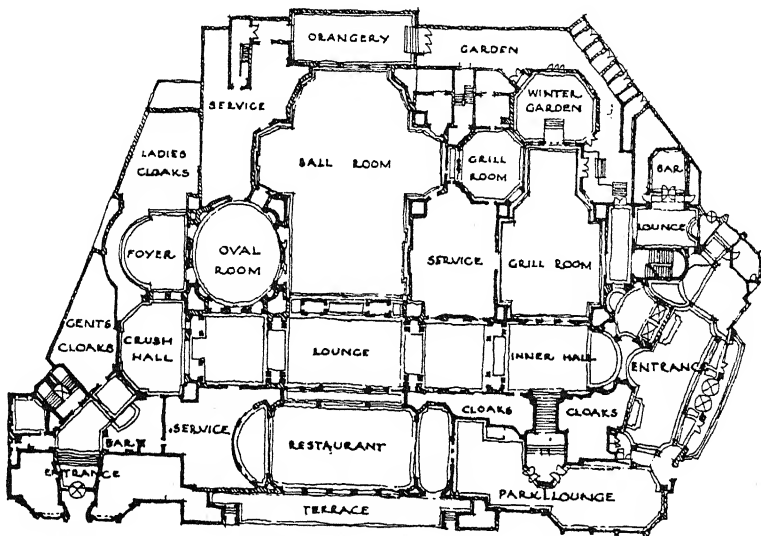 ORANGERY
GARDEN
SERVICE
WINTER
GARDEN
LADIES
CLOAKS
BALL ROOM
GRILL
ROOM
BAR
FOYER
OVAL
ROOM
SERVICE
GRILL ROOM
LOUNGE
GENTS
CLOAKS
CRUSH
HALL
LOUNGE
INNER HALL
ENTRANCE
CLOAKS
CLOAKS
BAR
SERVICE
RESTAURANT
ENTRANCE
TERRACE
PARK LOUNGE